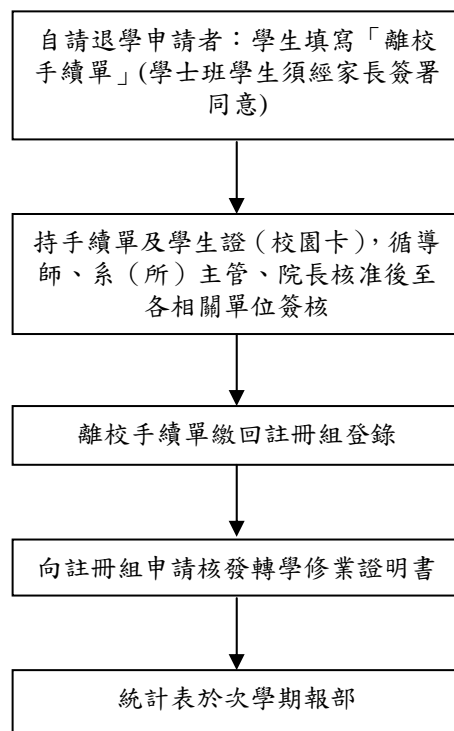 自請退學申請者：學生填寫「離校
手續單」(學士班學生須經家長簽署
同意)
持手續單及學生證（校園卡），循導
師、系（所）主管、院長核准後至
各相關單位簽核
離校手續單繳回註冊組登錄
向註冊組申請核發轉學修業證明書
統計表於次學期報部